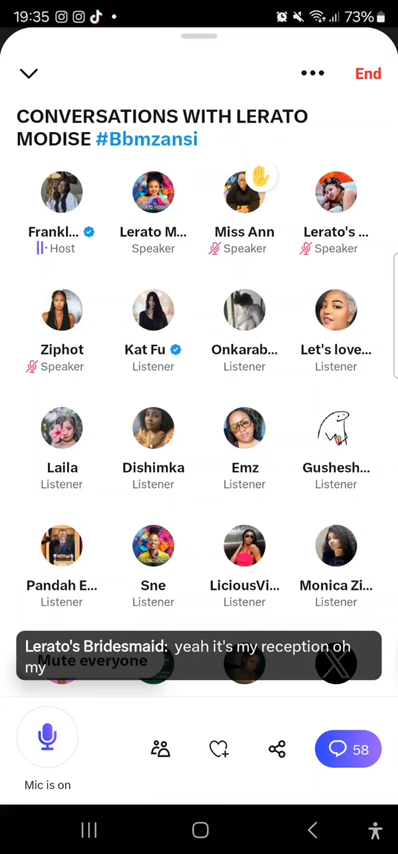 19:35
73%
End
CONVERSATIONS WITH LERATO
MODISE #Bbmzansi
Frankl...
Lerato M...
Miss Ann
Lerato's ...
Host
Speaker
Speaker
Speaker
Ziphot
Kat Fu
Onkarab...
Let's love...
Speaker
Listener
Listener
Listener
Laila
Dishimka
Emz
Gushesh...
Listener
Listener
Listener
Listener
Pandah E...
Sne
LiciousVi...
Monica Zi...
Listener
Listener
Listener
Listener
Lerato's Bridesmaid: yeah it's my reception oh
my
Mute everyone
58
Mic is on